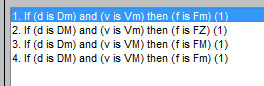 1. If (d is Dm) and (v is Vm) then (f is Fm) (1)
2. If (d is DM) and (v is Vm) then (f is FZ) (1)
3. If (d is Dm) and (v is VM) then (f is FM) (1)
4. If (d is DM) and (v is VM) then (f is Fm) (1)